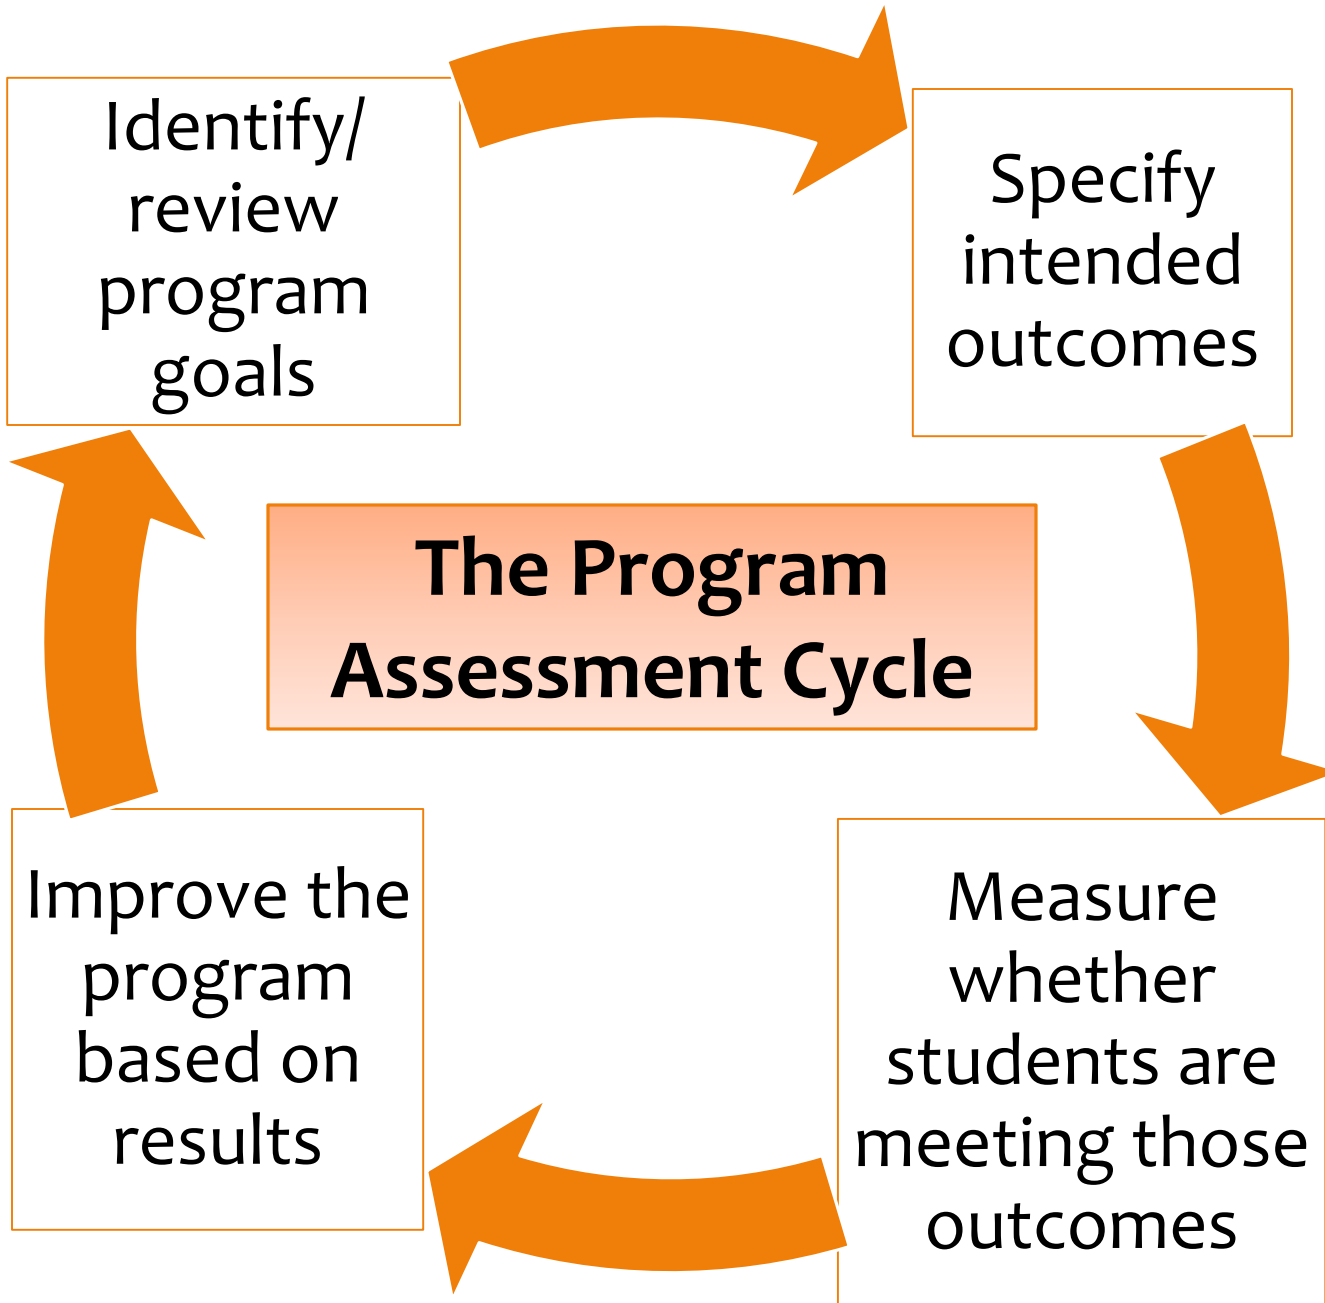 Identify/
review
program
goals
Specify
intended
outcomes
The Program
Assessment Cycle
Improve the
program
based on
results
Measure
whether
students are
meeting those
outcomes